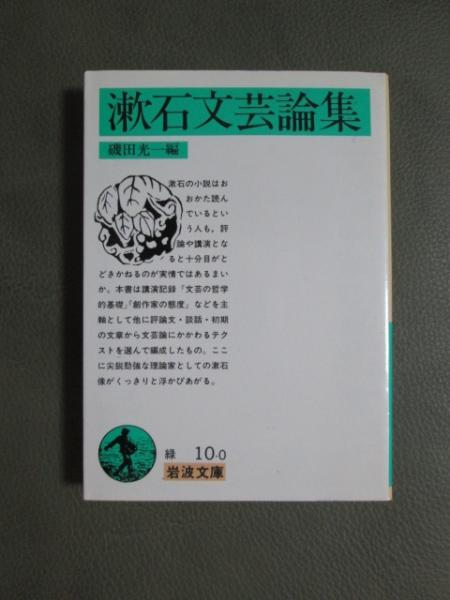 漱石文芸論集
磯田光一編
漱石の小説はお
おかた読ん
でいるとい
う人も，評
論や講演とな
ると十分目がと
どきかねるのが実情ではあるまい
か．本書は講演記録「文芸の哲学
的基礎」「創作家の態度」などを主
軸として他に評論文・談話・初期
の文章から文芸論にかかわるテク
ストを選んで編成したもの．ここ
に尖鋭勁強な理論家としての漱石
像がくっきりと浮かびあがる．
緑 10-0
岩波文庫